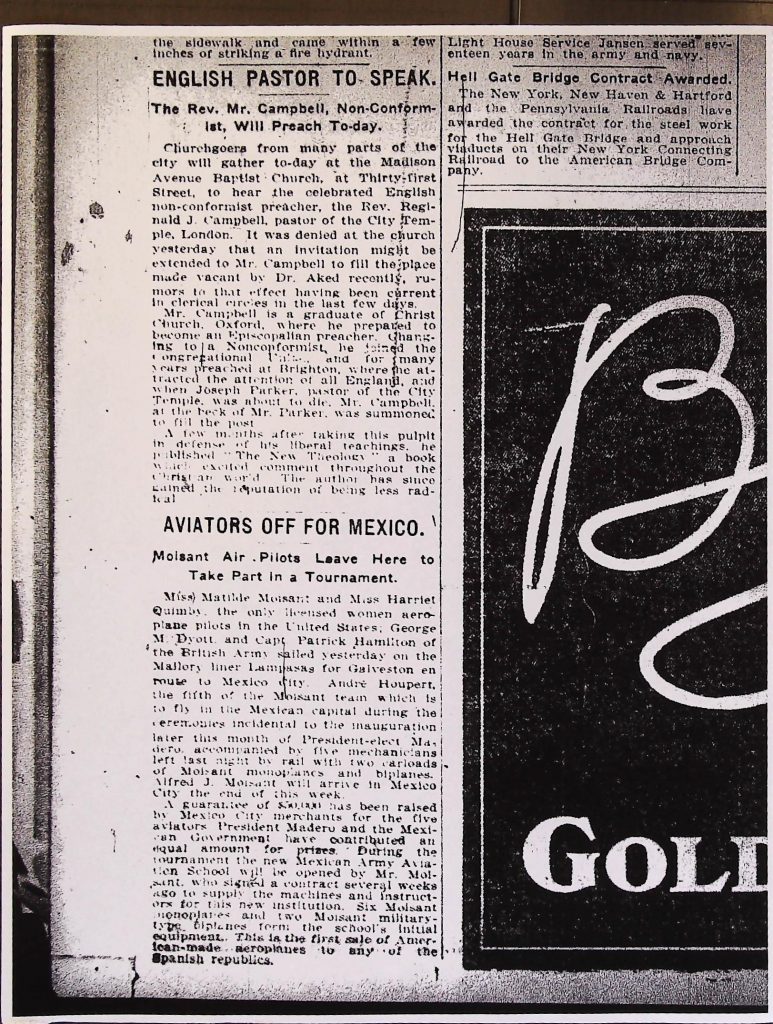 the sidewalk and came within a few
inches of striking a fire hydrant.
ENGLISH PASTOR TO SPEAK.
The Rev. Mr. Campbell, Non-Conform-
ist, Will Preach To-day.
Churchgoers from many parts of the
city will gather to-day at the Madison
Avenue Baptist Church, at Thirty-first
Street, to hear the celebrated English
non-conformist preacher, the Rev. Regi-
nald J. Campbell, pastor of the City Tem-
ple, London. It was denied at the church
yesterday that an invitation might be
extended to Mr. Campbell to fill the place
made vacant by Dr. Aked recently, ru-
mors to that effect having been current
in clerical circles in the last few days.
Mr. Campbell is a graduate of Christ
Church, Oxford, where he prepared to
become an Episcopalian preacher. Chang-
ing to a Nonconformist, he joined the
Congregational and for many
years preached at Brighton, where he at-
tracted the attention of all England, and
when Joseph Parker, pastor of the City
Temple, was about to die, Mr. Campbell,
at the beck of Mr. Parker, was summoned
to fill the post
A few months after taking this pulpit
in defense of his liberal teachings, he
published "The New Theology" a book
which excited comment throughout the
Christian world The author has since
gained the reputation of being less rad-
ical
AVIATORS OFF FOR MEXICO.
Moisant Air Pilots Leave Here to
Take Part in a Tournament.
Miss Matilde Moisant and Miss Harriet
Quimby, the only licensed women aero-
plane pilots in the United States; George
M. Dyott, and Capt. Patrick Hamilton of
the British Army sailed yesterday on the
Mallory liner Lampasas for Galveston en
route to Mexico City. André Houpert,
the fifth of the Moisant team which is
to fly in the Mexican capital during the
ceremonies incidental to the inauguration
later this month of President-elect Ma-
dero, accompanied by five mechanicians
left last night by rail with two carloads
of Moisant monoplanes and biplanes.
Alfred J. Moisant will arrive in Mexico
City the end of this week.
A guarantee of has been raised
by Mexico City merchants for the five
aviators President Madero and the Mexi-
can Government have contributed an
equal amount for prizes. During the
tournament the new Mexican Army Avia-
tion School will be opened by Mr. Moi-
sant, who signed a contract several weeks
ago to supply the machines and instruct-
ors for this new institution. Six Moisant
monoplanes and two Moisant military-
type biplanes form the school's initial
equipment. This is the first sale of Amer-
ican-made aeroplanes to any of the
Spanish republics.
Light House Service Jansen served sev-
enteen years in the army and navy.
Hell Gate Bridge Contract Awarded.
The New York, New Haven & Hartford
and the Pennsylvania Railroads have
awarded the contract for the steel work
for the Hell Gate Bridge and approach
viaducts on their New York Connecting
Railroad to the American Bridge Com-
pany.
B
GOLD